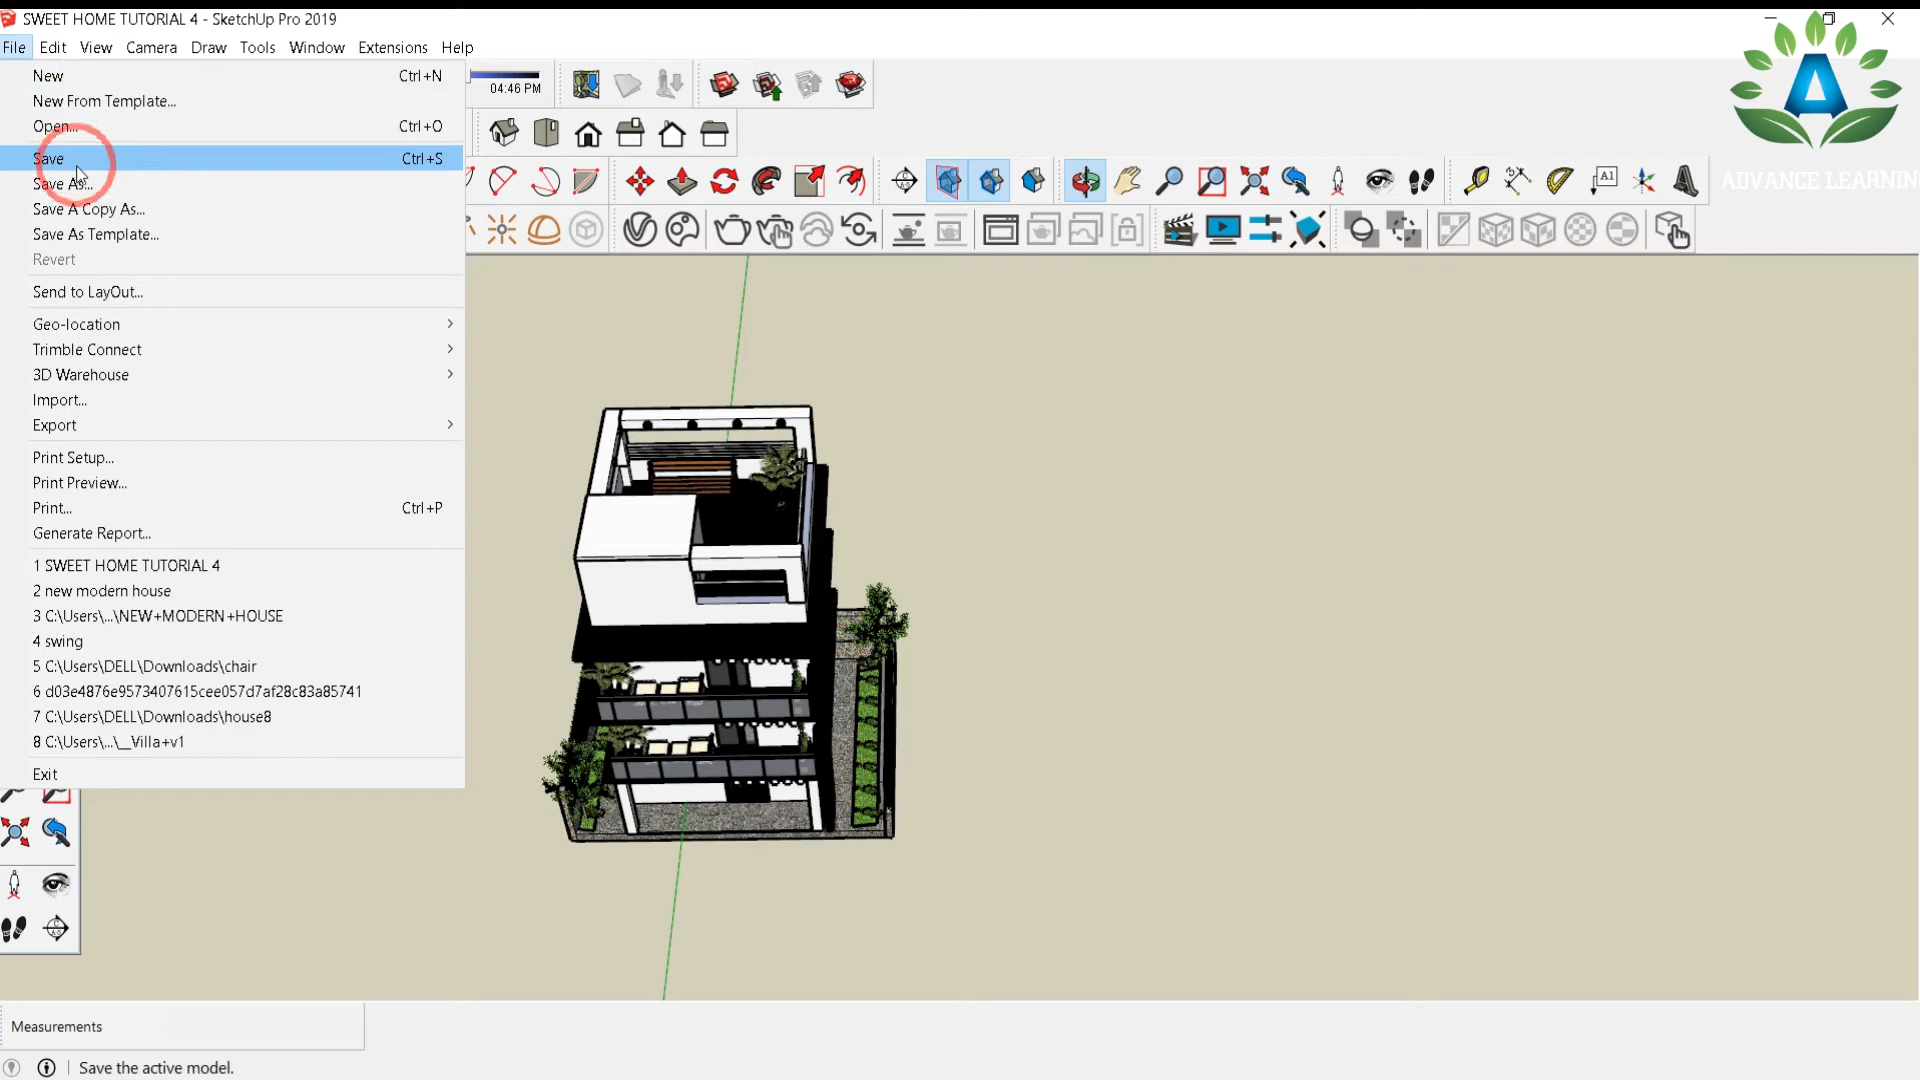 SWEET HOME TUTORIAL 4 - SketchUp Pro 2019
File Edit View Camera Draw Tools Window Extensions Help
New Ctrl+N
New From Template...
Open... Ctrl+O
Save Ctrl+S
Save As...
Save A Copy As...
Save As Template...
Revert
Send to LayOut...
Geo-location
Trimble Connect
3D Warehouse
Import...
Export
Print Setup...
Print Preview...
Print... Ctrl+P
Generate Report...
1 SWEET HOME TUTORIAL 4
2 new modern house
3 C:\Users\...\NEW+MODERN+HOUSE
4 swing
5 C:\Users\DELL\Downloads\chair
6 d03e4876e9573407615cee057d7af28c83a85741
7 C:\Users\DELL\Downloads\house8
8 C:\Users\...\__Villa+v1
Exit
04:46 PM
A1
A
ADVANCE LEARNING
Measurements
Save the active model.